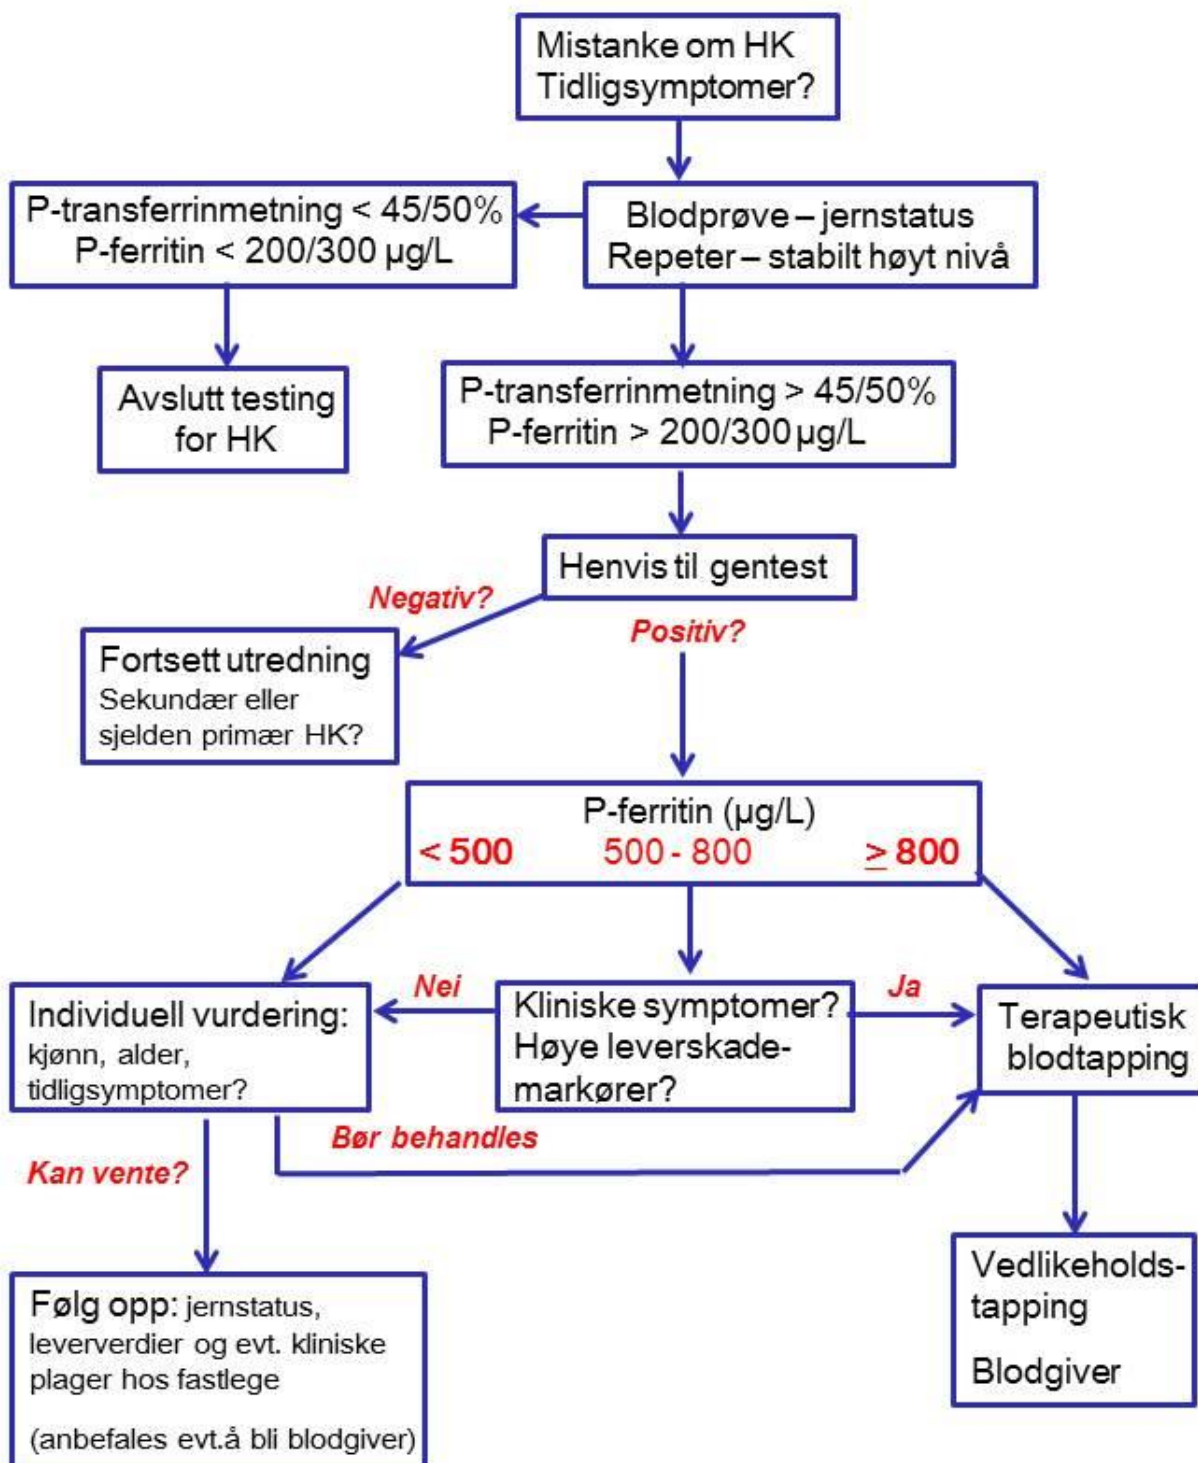 Mistanke om HK
Tidligsymptomer?
P-transferrinmetning < 45/50%
P-ferritin < 200/300 µg/L
Blodprøve – jernstatus
Repeter – stabilt høyt nivå
Avslutt testing
for HK
P-transferrinmetning > 45/50%
P-ferritin > 200/300 µg/L
Henvis til gentest
Negativ?
Positiv?
Fortsett utredning
Sekundær eller
sjelden primær HK?
P-ferritin (µg/L)
< 500 500 - 800 ≥ 800
Individuell vurdering:
kjønn, alder,
tidligsymptomer?
Nei
Kliniske symptomer?
Høye leverskade-
markører?
Ja
Terapeutisk
blodtapping
Bør behandles
Kan vente?
Følg opp: jernstatus,
leververdier og evt. kliniske
plager hos fastlege
(anbefales evt.å bli blodgiver)
Vedlikeholds-
tapping
Blodgiver